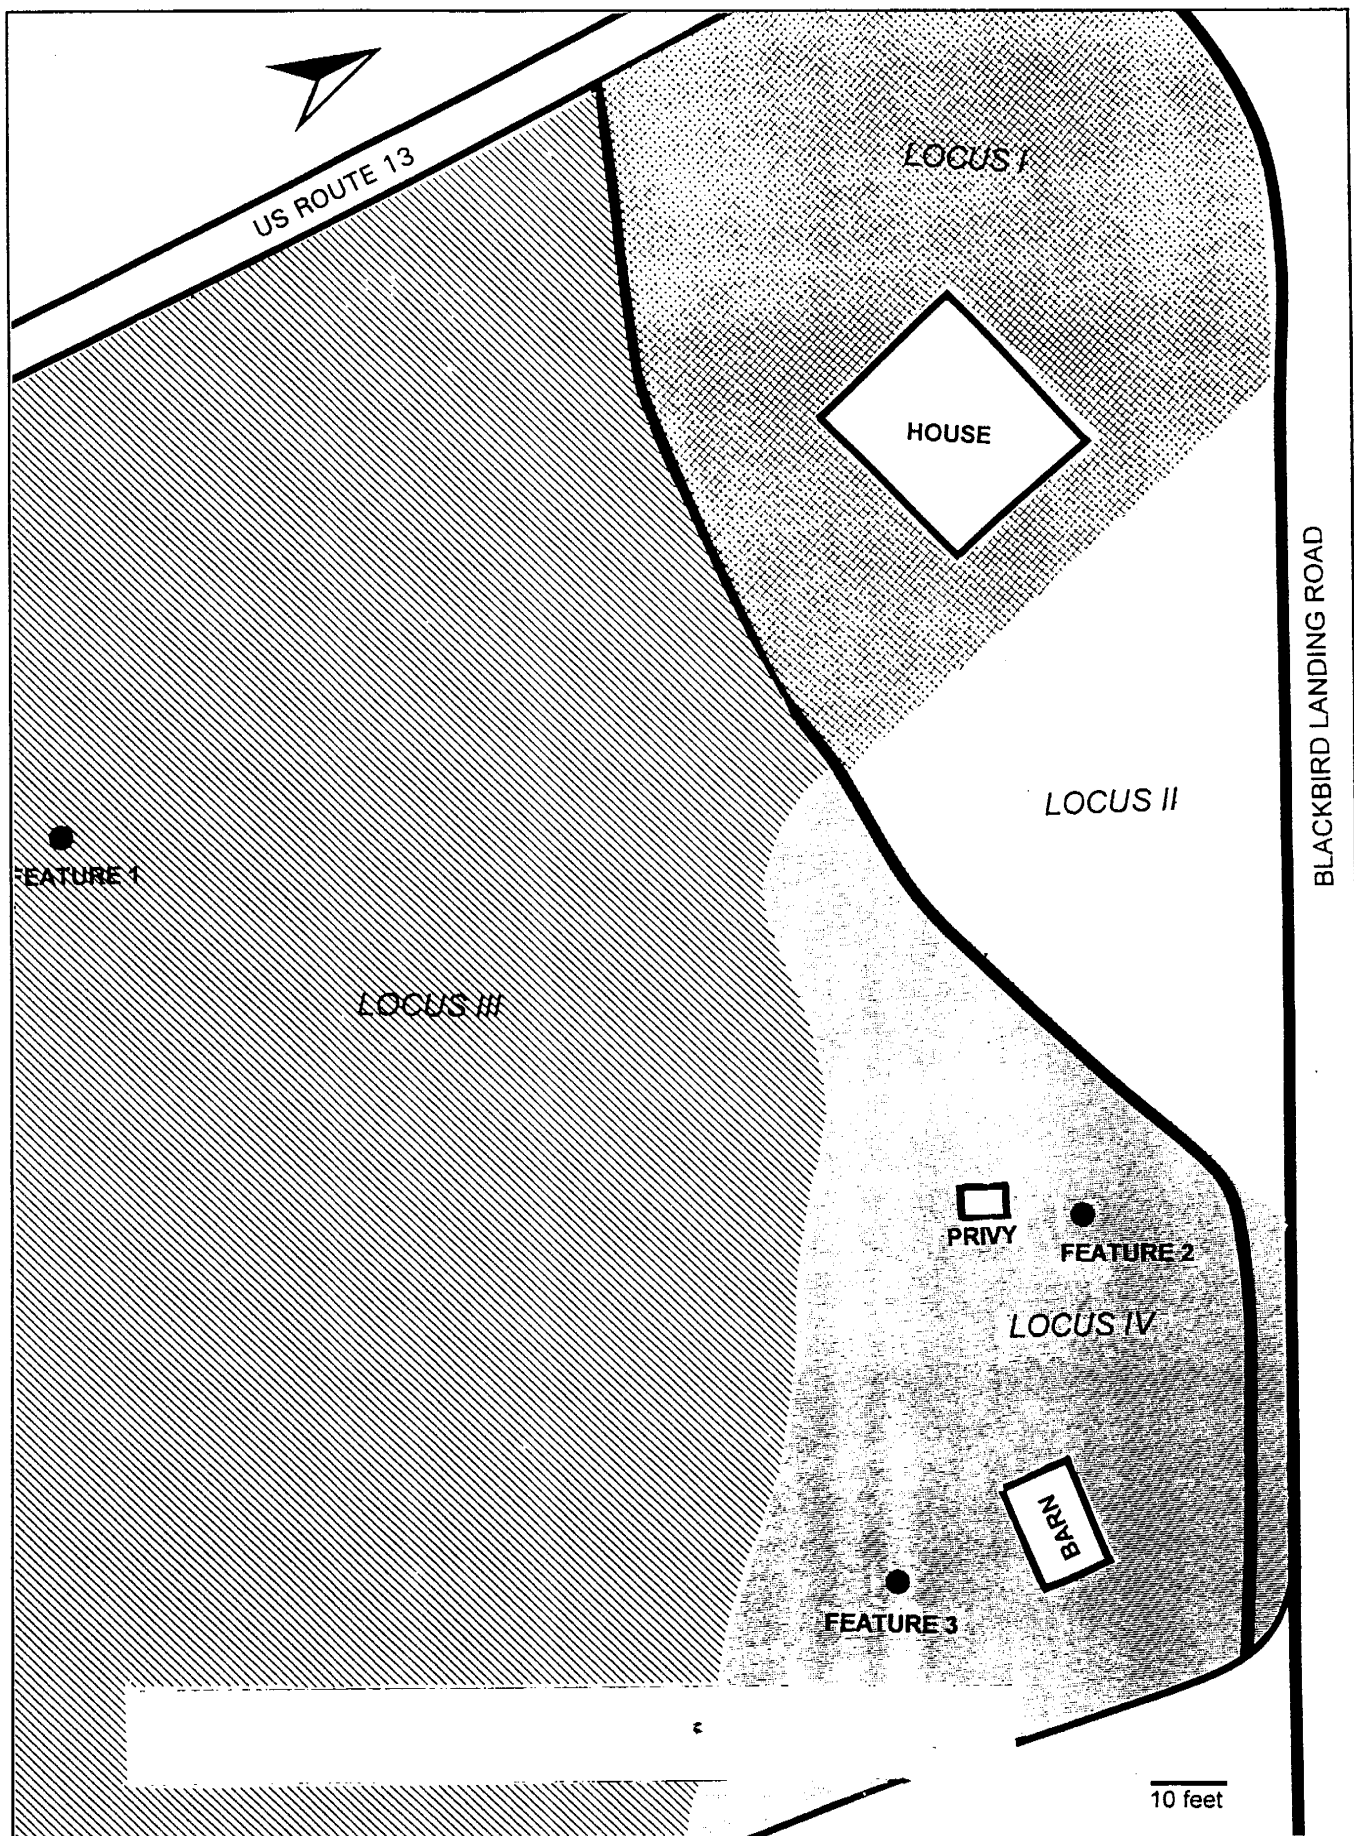 US ROUTE 13
LOCUS I
HOUSE
BLACKBIRD LANDING ROAD
LOCUS II
FEATURE 1
LOCUS III
PRIVY
FEATURE 2
LOCUS IV
BARN
FEATURE 3
10 feet